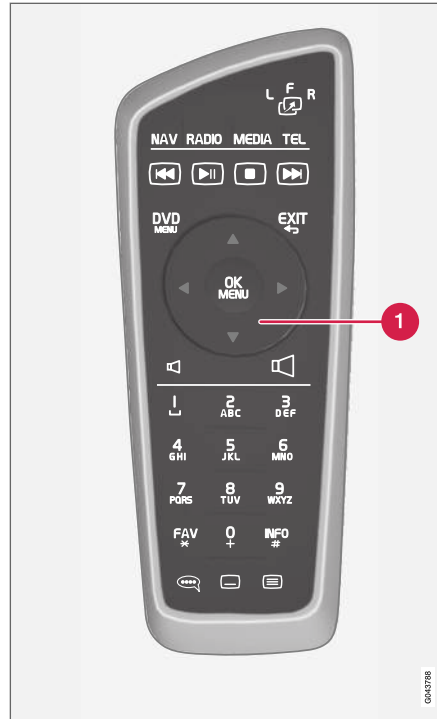 L F R
NAV RADIO MEDIA TEL
DVD EXIT
MENU
OK
MENU
1
1 2 3
ABC DEF
4 5 6
GHI JKL MNO
7 8 9
PQRS TUV WXYZ
FAV 0 INFO
* + #
G043788